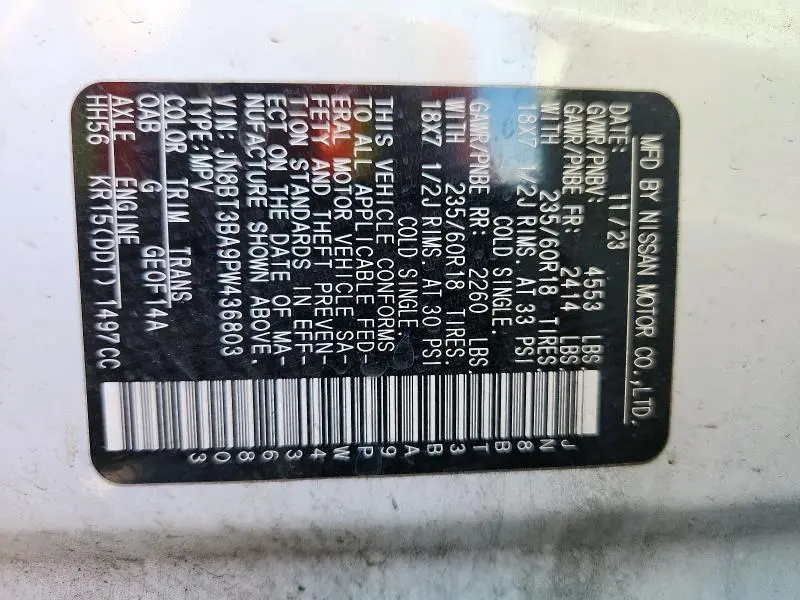 MFD BY NISSAN MOTOR CO.,LTD.
DATE: 11/23
GVWR/PNBV: 4553 LBS.
GAWR/PNBE FR: 2414 LBS.
WITH 235/60R18 TIRES,
18X7 1/2J RIMS AT 33 PSI
COLD SINGLE.
GAWR/PNBE RR: 2260 LBS.
WITH 235/60R18 TIRES,
18X7 1/2J RIMS AT 30 PSI
COLD SINGLE
THIS VEHICLE CONFORMS
TO ALL APPLICABLE FED-
ERAL MOTOR VEHICLE SA-
FETY AND THEFT PREVEN-
TION STANDARDS IN EFF-
ECT ON THE DATE OF MA-
NUFACTURE SHOWN ABOVE.
VIN: JN8BT3BA9PW436803
TYPE: MPV
COLOR TRIM TRANS
QAB G GE0F14A
AXLE ENGINE
HH56 KR15(DDT) 1497CC
JN8BT3BA9PW436803